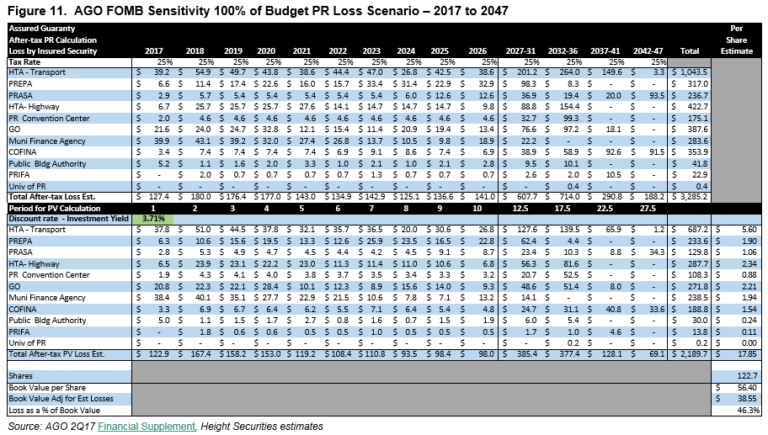 Figure 11. AGO FOMB Sensitivity 100% of Budget PR Loss Scenario – 2017 to 2047
Assured Guaranty Per
After-tax PR Calculation Share
Loss by Insured Security 2017 2018 2019 2020 2021 2022 2023 2024 2025 2026 2027-31 2032-36 2037-41 2042-47 Total Estimate
Tax Rate 25% 25% 25% 25% 25% 25% 25% 25% 25% 25% 25% 25% 25% 25%
HTA - Transport $ 39.2 $ 54.9 $ 49.7 $ 43.8 $ 38.6 $ 44.4 $ 47.0 $ 26.8 $ 42.5 $ 38.6 $ 201.2 $ 264.0 $ 149.6 $ 3.3 $ 1,043.5
PREPA 6.6 $ 11.4 $ 17.4 $ 22.6 $ 16.0 $ 15.7 $ 33.4 $ 31.4 $ 22.9 $ 32.9 $ 98.3 $ 8.3 $ - $ - $ 317.0
PRASA $ 2.9 $ 5.7 $ 5.4 $ 5.4 $ 5.4 $ 5.4 $ 5.4 $ 6.0 $ 12.6 $ 12.6 $ 36.9 $ 19.4 $ 20.0 $ 93.5 $ 236.7
HTA- Highway $ 6.7 $ 25.7 $ 25.7 $ 25.7 $ 27.6 $ 14.1 $ 14.7 $ 14.7 $ 14.7 $ 9.8 $ 88.8 $ 154.4 $ - $ - $ 422.7
PR Convention Center $ 2.0 $ 4.6 $ 4.6 $ 4.6 $ 4.6 $ 4.6 $ 4.6 $ 4.6 $ 4.6 $ 4.6 $ 32.7 $ 99.3 $ - $ - $ 175.1
GO $ 21.6 $ 24.0 $ 24.7 $ 32.8 $ 12.1 $ 15.4 $ 11.4 $ 20.9 $ 19.4 $ 13.4 $ 76.6 $ 97.2 $ 18.1 $ - $ 387.6
Muni Finance Agency $ 39.9 $ 43.1 $ 39.2 $ 32.0 $ 27.4 $ 26.8 $ 13.7 $ 10.5 $ 9.8 $ 18.9 $ 22.2 $ - $ - $ - $ 283.6
COFINA $ 3.4 $ 7.4 $ 7.4 $ 7.4 $ 7.4 $ 6.9 $ 9.1 $ 8.6 $ 7.4 $ 6.9 $ 38.9 $ 58.9 $ 92.6 $ 91.5 $ 353.9
Public Bldg Authority $ 5.2 $ 1.1 $ 1.6 $ 2.0 $ 3.3 $ 1.0 $ 2.1 $ 1.0 $ 2.1 $ 2.8 $ 9.5 $ 10.1 $ - $ - $ 41.8
PRIFA $ - $ 2.0 $ 0.7 $ 0.7 $ 0.7 $ 0.7 $ 1.3 $ 0.7 $ 0.7 $ 0.7 $ 2.6 $ 2.0 $ 10.5 $ - $ 22.9
Univ of PR $ - $ - $ - $ - $ - $ - $ - $ - $ - $ - $ - $ 0.4 $ - $ - $ 0.4
Total After-tax Loss Est. $ 127.4 $ 180.0 $ 176.4 $ 177.0 $ 143.0 $ 134.9 $ 142.9 $ 125.1 $ 136.6 $ 141.0 $ 607.7 $ 714.0 $ 290.8 $ 188.2 $ 3,285.2
Period for PV Calculation 1 2 3 4 5 6 7 8 9 10 12.5 17.5 22.5 27.5
Discount rate - Investment Yield 3.71%
HTA - Transport $ 37.8 $ 51.0 $ 44.5 $ 37.8 $ 32.1 $ 35.7 $ 36.5 $ 20.0 $ 30.6 $ 26.8 $ 127.6 $ 139.5 $ 65.9 $ 1.2 $ 687.2 $ 5.60
PREPA $ 6.3 $ 10.6 $ 15.6 $ 19.5 $ 13.3 $ 12.6 $ 25.9 $ 23.5 $ 16.5 $ 22.8 $ 62.4 $ 4.4 $ - $ - $ 233.6 $ 1.90
PRASA $ 2.8 $ 5.3 $ 4.9 $ 4.7 $ 4.5 $ 4.4 $ 4.2 $ 4.5 $ 9.1 $ 8.7 $ 23.4 $ 10.3 $ 8.8 $ 34.3 $ 129.8 $ 1.06
HTA- Highway $ 6.5 $ 23.9 $ 23.1 $ 22.2 $ 23.0 $ 11.3 $ 11.4 $ 11.0 $ 10.6 $ 6.8 $ 56.3 $ 81.6 $ - $ - $ 287.7 $ 2.34
PR Convention Center $ 1.9 $ 4.3 $ 4.1 $ 4.0 $ 3.8 $ 3.7 $ 3.5 $ 3.4 $ 3.3 $ 3.2 $ 20.7 $ 52.5 $ - $ - $ 108.3 $ 0.88
GO $ 20.8 $ 22.3 $ 22.1 $ 28.4 $ 10.1 $ 12.3 $ 8.9 $ 15.6 $ 14.0 $ 9.3 $ 48.6 $ 51.4 $ 8.0 $ - $ 271.8 $ 2.21
Muni Finance Agency $ 38.4 $ 40.1 $ 35.1 $ 27.7 $ 22.9 $ 21.5 $ 10.6 $ 7.8 $ 7.1 $ 13.2 $ 14.1 $ - $ - $ - $ 238.5 $ 1.94
COFINA $ 3.3 $ 6.9 $ 6.7 $ 6.4 $ 6.2 $ 5.5 $ 7.1 $ 6.4 $ 5.4 $ 4.8 $ 24.7 $ 31.1 $ 40.8 $ 33.6 $ 188.8 $ 1.54
Public Bldg Authority $ 5.0 $ 1.1 $ 1.5 $ 1.7 $ 2.7 $ 0.8 $ 1.6 $ 0.7 $ 1.5 $ 1.9 $ 6.0 $ 5.4 $ - $ - $ 30.0 $ 0.24
PRIFA $ - $ 1.8 $ 0.6 $ 0.6 $ 0.5 $ 0.5 $ 1.0 $ 0.5 $ 0.5 $ 0.5 $ 1.7 $ 1.0 $ 4.6 $ - $ 13.8 $ 0.11
Univ of PR $ - $ - $ - $ - $ - $ - $ - $ - $ - $ - $ - $ 0.2 $ - $ - $ 0.2 $ 0.00
Total After-tax PV Loss Est. $ 122.9 $ 167.4 $ 158.2 $ 153.0 $ 119.2 $ 108.4 $ 110.8 $ 93.5 $ 98.4 $ 98.0 $ 385.4 $ 377.4 $ 128.1 $ 69.1 $ 2,189.7 $ 17.85
Shares 122.7
Book Value per Share $ 56.40
Book Value Adj for Est Losses $ 38.55
Loss as a % of Book Value 46.3%
Source: AGO 2Q17 Financial Supplement, Height Securities estimates